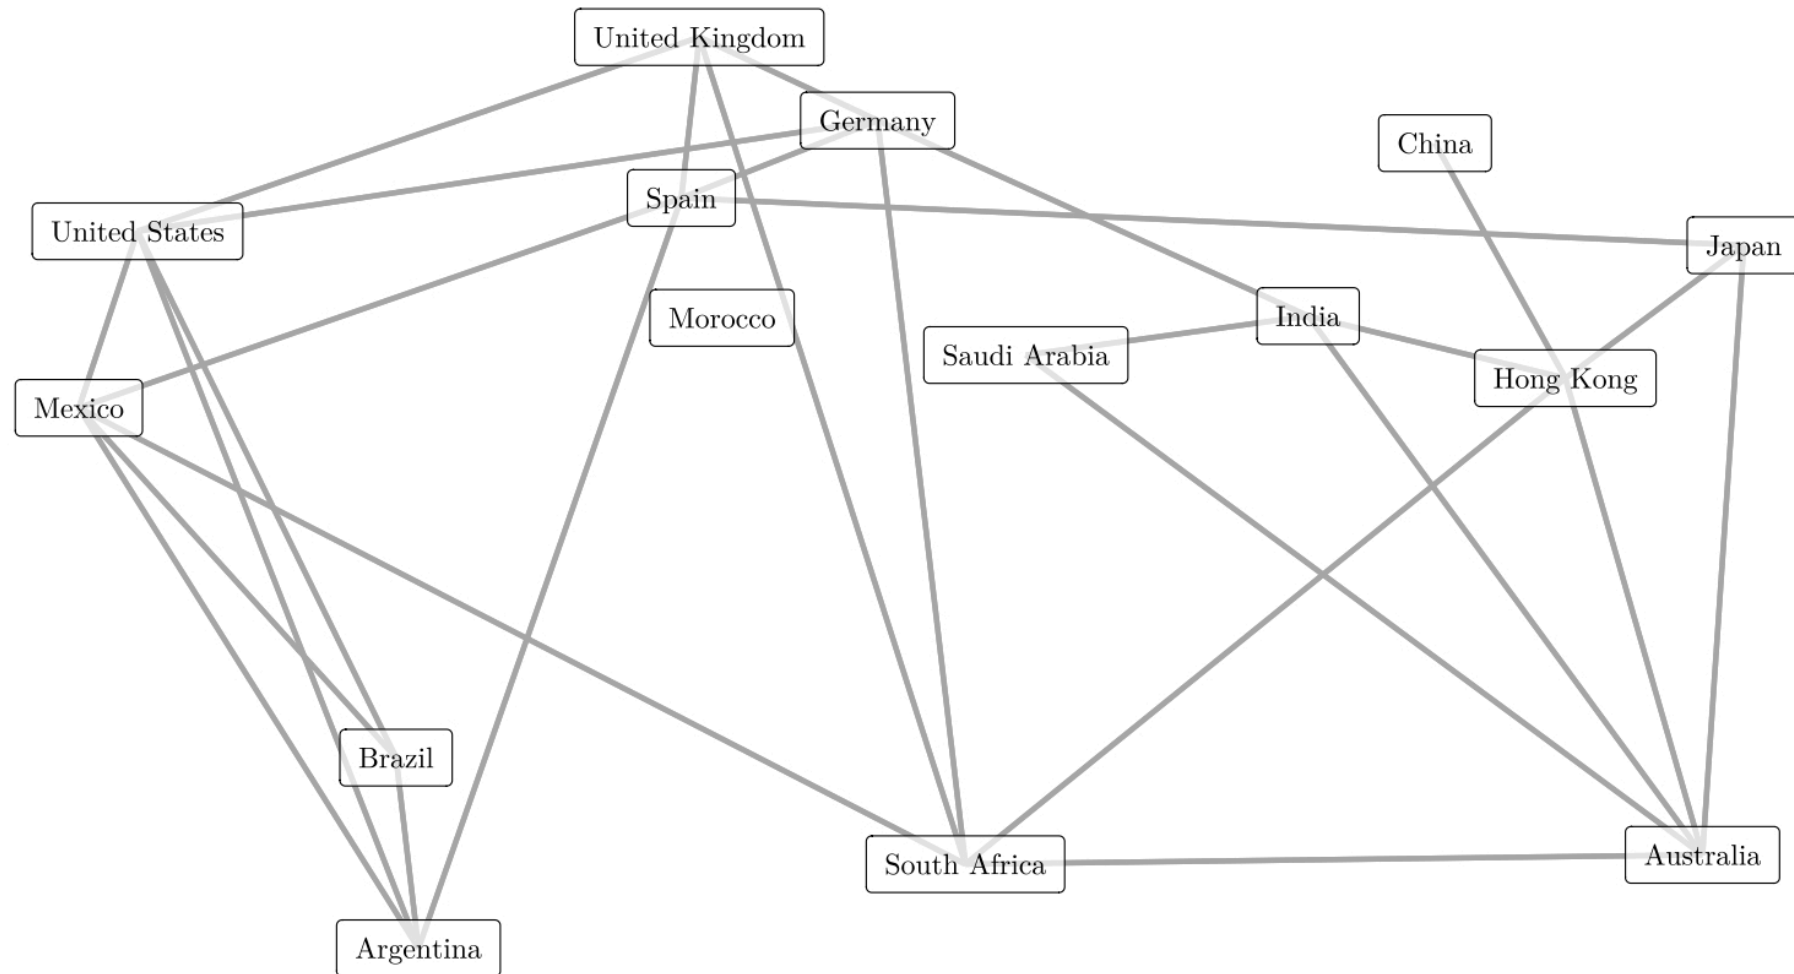 United Kingdom
Germany
China
Spain
United States
Japan
Morocco
India
Saudi Arabia
Hong Kong
Mexico
Brazil
South Africa
Australia
Argentina